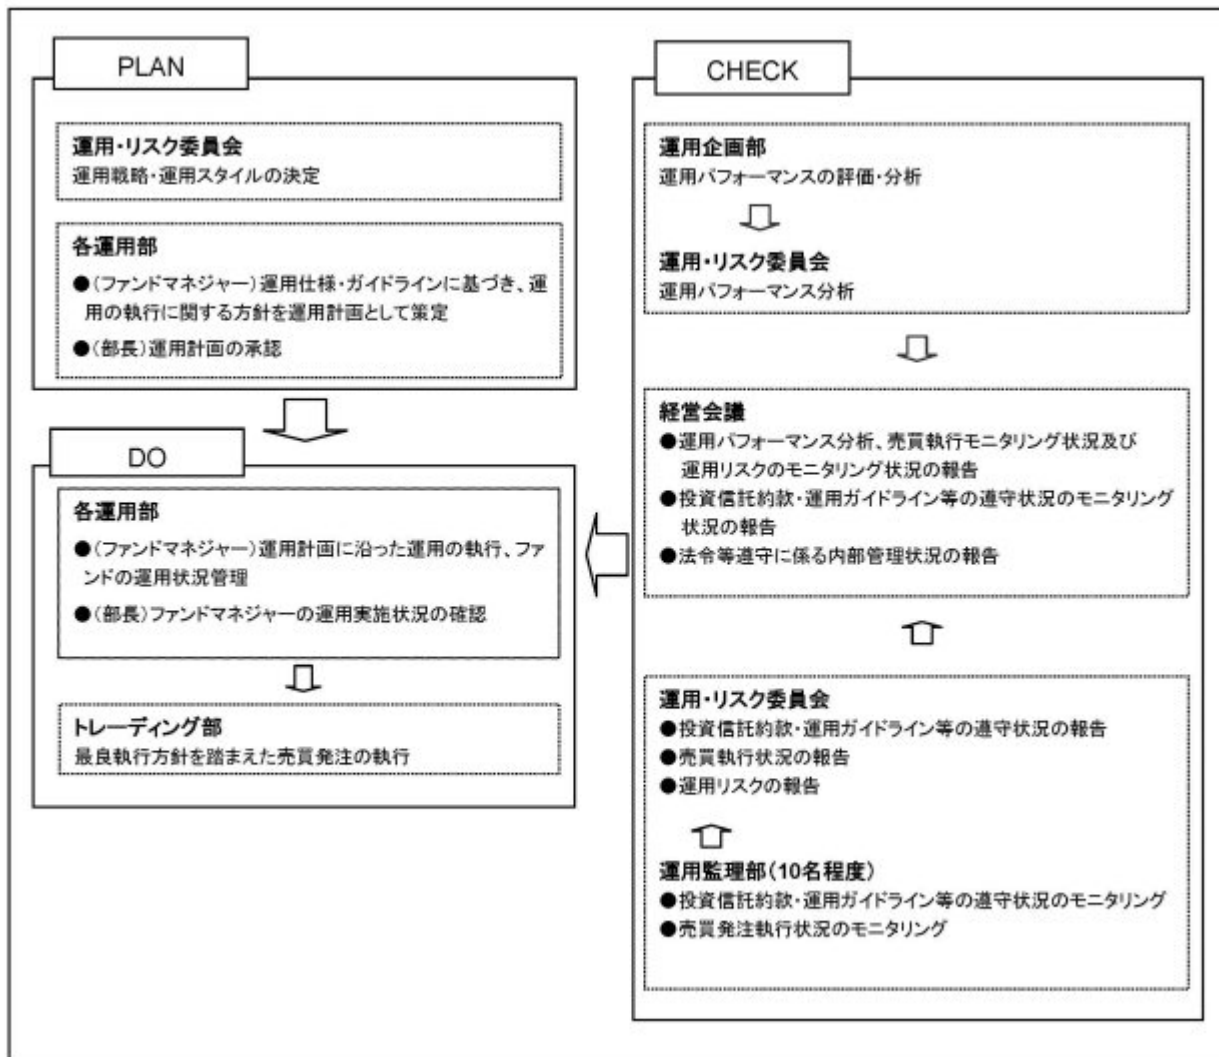 PLAN
運用・リスク委員会
運用戦略・運用スタイルの決定
各運用部
●(ファンドマネジャー)運用仕様・ガイドラインに基づき、運
用の執行に関する方針を運用計画として策定
●(部長)運用計画の承認
DO
各運用部
●(ファンドマネジャー)運用計画に沿った運用の執行、ファ
ンドの運用状況管理
●(部長)ファンドマネジャーの運用実施状況の確認
トレーディング部
最良執行方針を踏まえた売買発注の執行
CHECK
運用企画部
運用パフォーマンスの評価・分析
運用・リスク委員会
運用パフォーマンス分析
経営会議
●運用パフォーマンス分析、売買執行モニタリング状況及び
運用リスクのモニタリング状況の報告
●投資信託約款・運用ガイドライン等の遵守状況のモニタリング
状況の報告
●法令等遵守に係る内部管理状況の報告
運用・リスク委員会
●投資信託約款・運用ガイドライン等の遵守状況の報告
●売買執行状況の報告
●運用リスクの報告
運用監理部(10名程度)
●投資信託約款・運用ガイドライン等の遵守状況のモニタリング
●売買発注執行状況のモニタリング